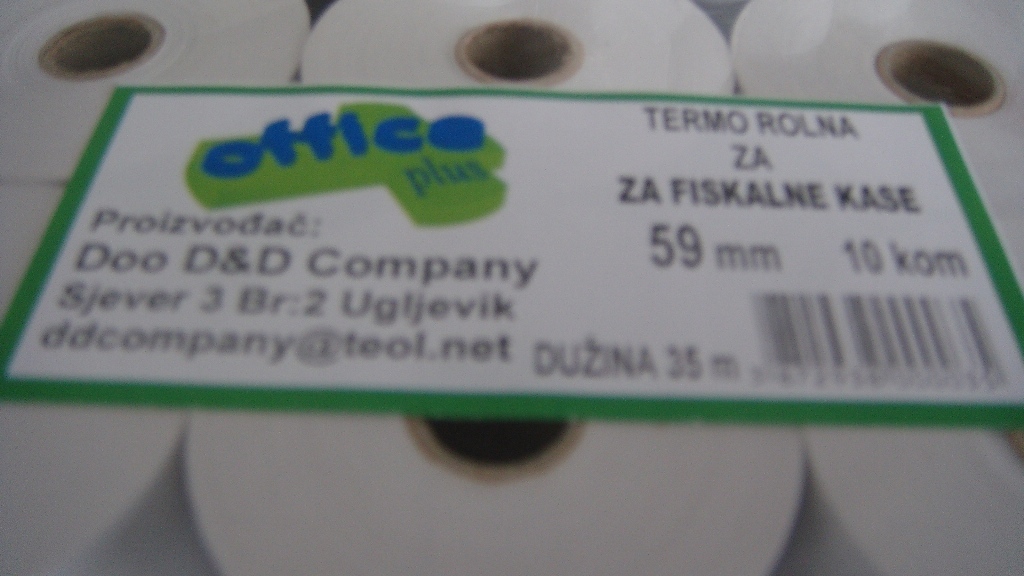 office
plus
Proizvođač:
Doo D&D Company
Sjever 3 Br:2 Ugljevik
ddcompany@teol.net
TERMO ROLNA
ZA
ZA FISKALNE KASE
59 mm 10 kom
DUŽINA 35 m